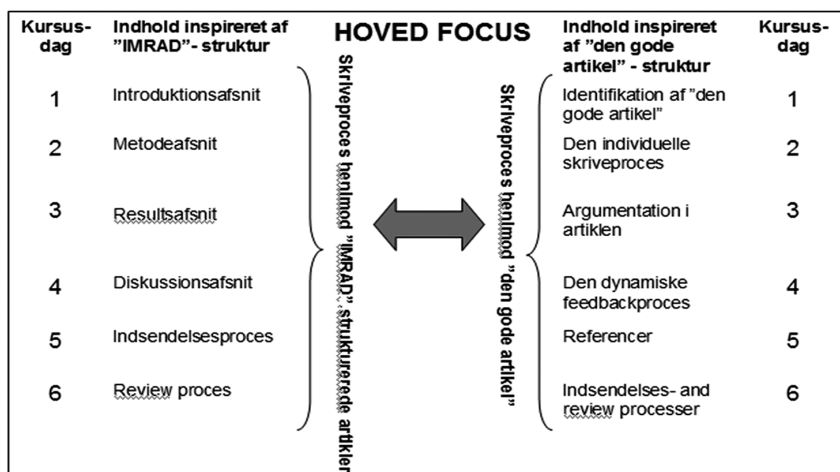 Kursus-
dag
Indhold inspireret af
”IMRAD”- struktur
1
Introduktionsafsnit
2
Metodeafsnit
3
Resultsafsnit
4
Diskussionsafsnit
5
Indsendelsesproces
6
Review proces
HOVED FOCUS
Skriveproces henlmod ”IMRAD” strukturerede artikler
Skriveproces henlmod ”den gode artikel”
Indhold inspireret
af ”den gode
artikel” - struktur
Kursus-
dag
Identifikation af ”den
gode artikel”
1
Den individuelle
skriveproces
2
Argumentation i
artiklen
3
Den dynamiske
feedbackproces
4
Referencer
5
Indsendelses- and
review processer
6